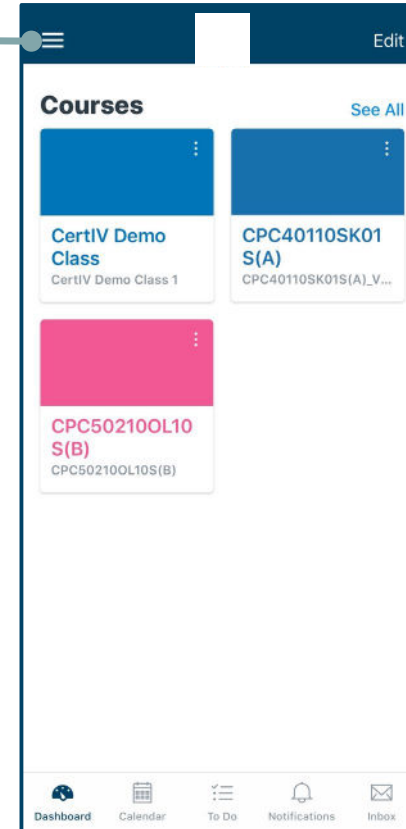 Edit
Courses
See All
CertIV Demo
Class
CertIV Demo Class 1
CPC40110SK01
S(A)
CPC40110SK01S(A)_V...
CPC50210OL10
S(B)
CPC50210OL10S(B)
Dashboard
Calendar
To Do
Notifications
Inbox